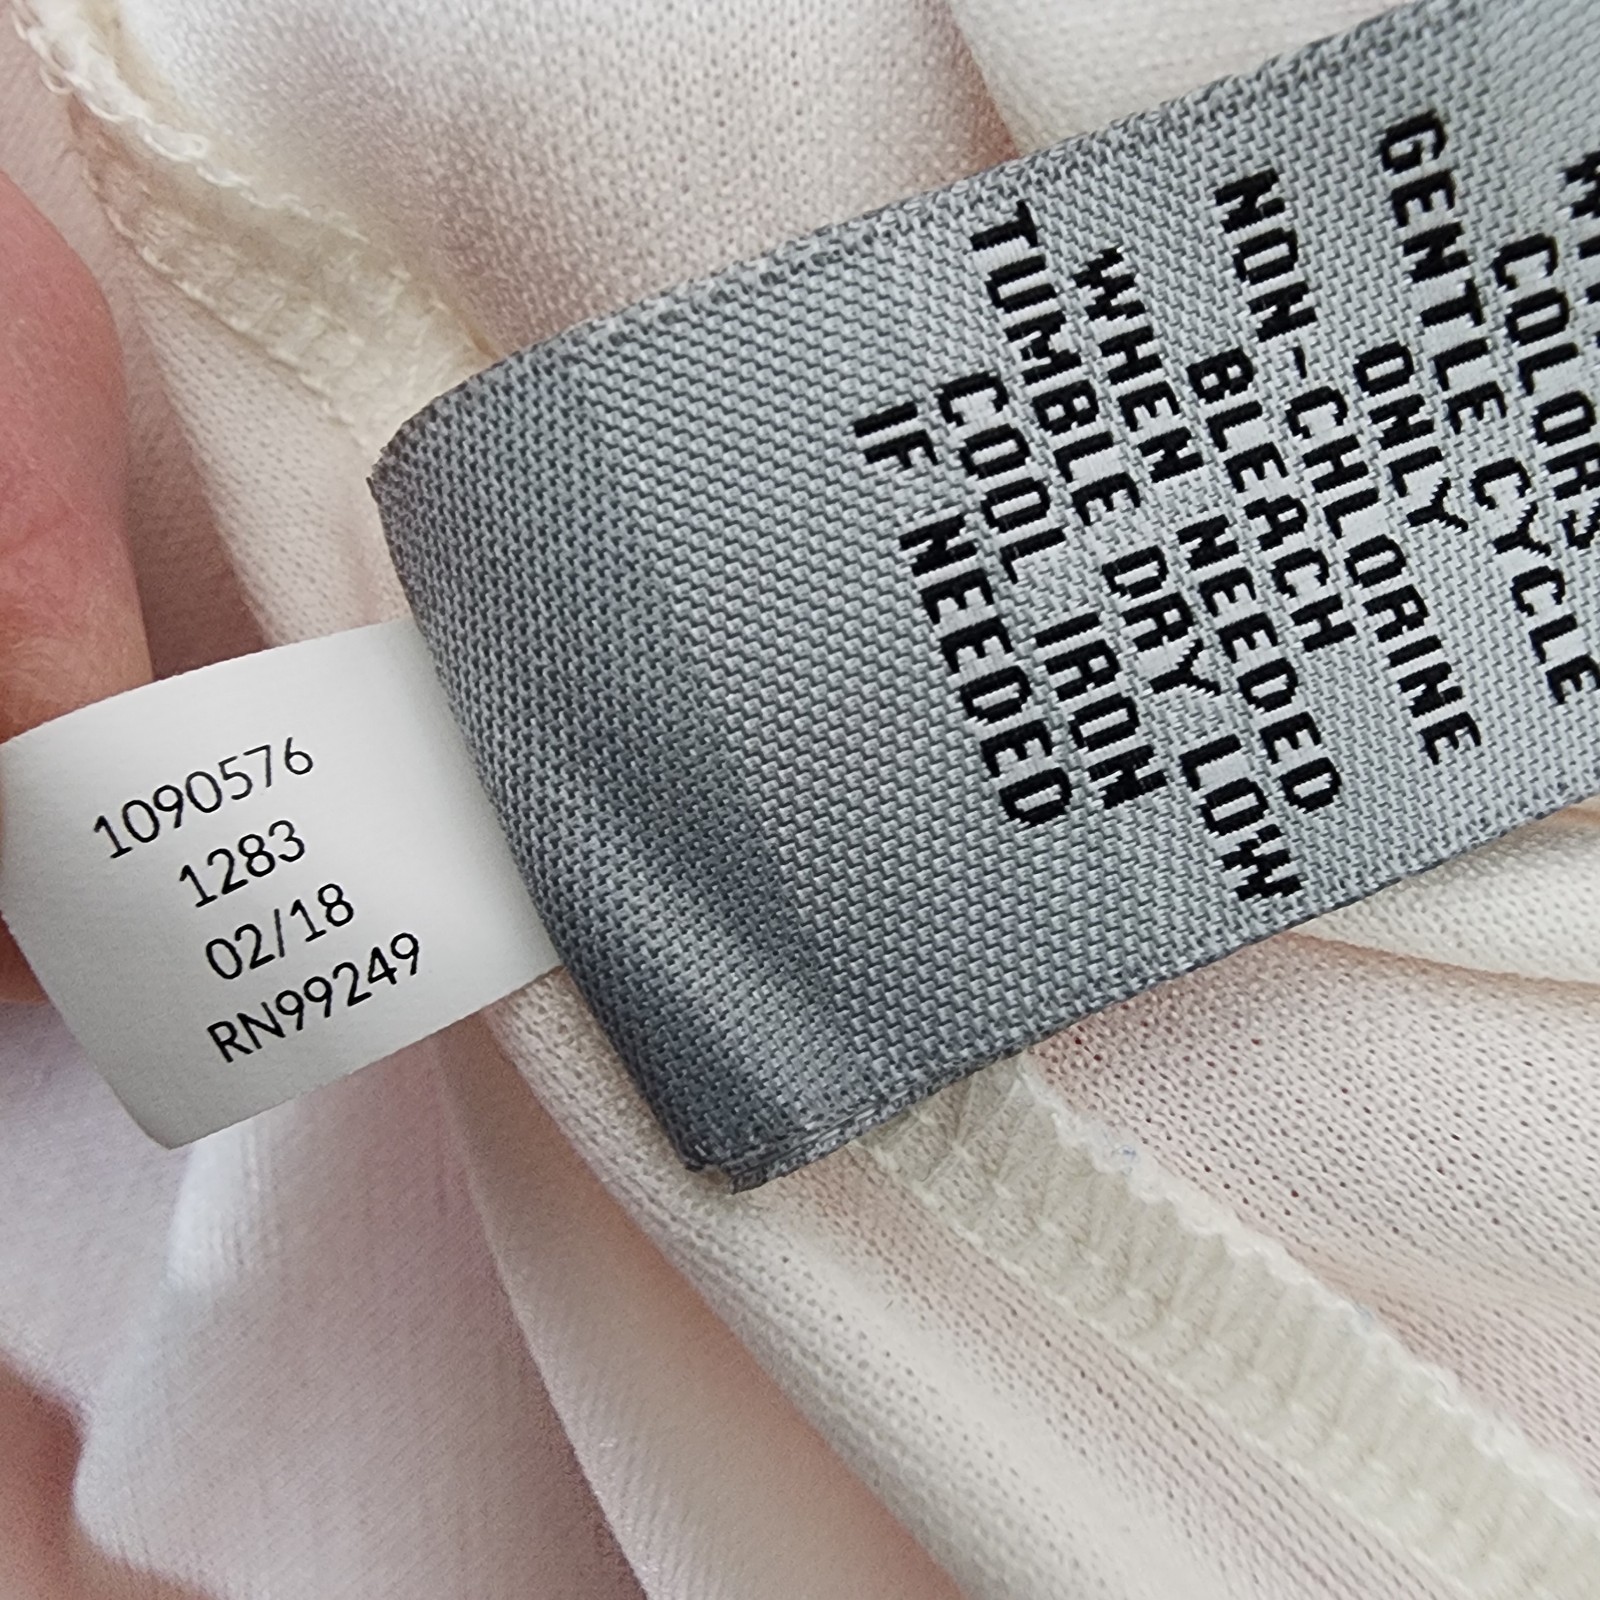 COLORS
GENTLE CYCLE
ONLY
NON-CHLORINE
BLEACH
WHEN NEEDED
TUMBLE DRY LOW
COOL IRON
IF NEEDED
1090576
1283
02/18
RN99249